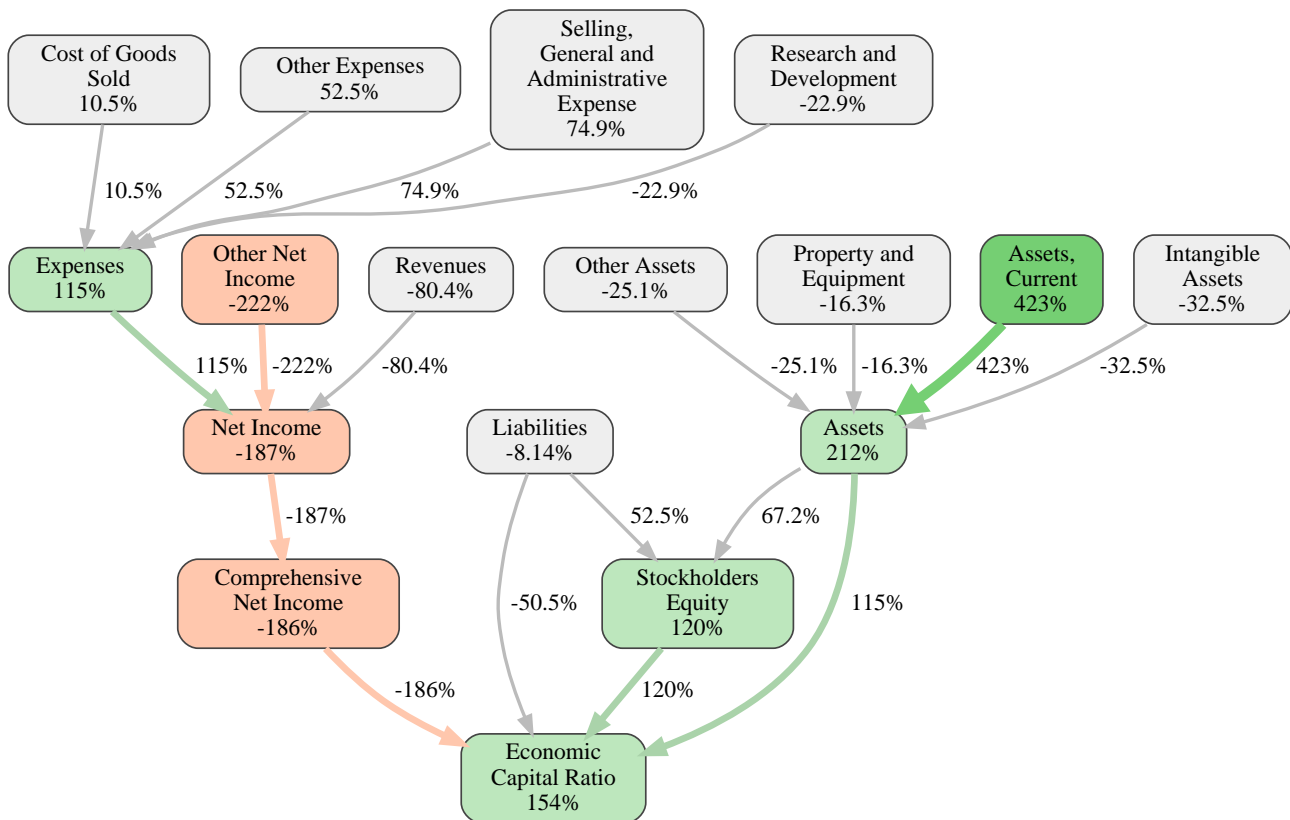 Cost of Goods
Sold
10.5%
Other Expenses
52.5%
Selling,
General and
Administrative
Expense
74.9%
Research and
Development
-22.9%
10.5%
52.5%
74.9%
-22.9%
Expenses
115%
Other Net
Income
-222%
Revenues
-80.4%
Other Assets
-25.1%
Property and
Equipment
-16.3%
Assets,
Current
423%
Intangible
Assets
-32.5%
115%
-222%
-80.4%
-25.1%
-16.3%
423%
-32.5%
Net Income
-187%
Liabilities
-8.14%
Assets
212%
-187%
52.5%
67.2%
Comprehensive
Net Income
-186%
-50.5%
Stockholders
Equity
120%
115%
-186%
120%
Economic
Capital Ratio
154%